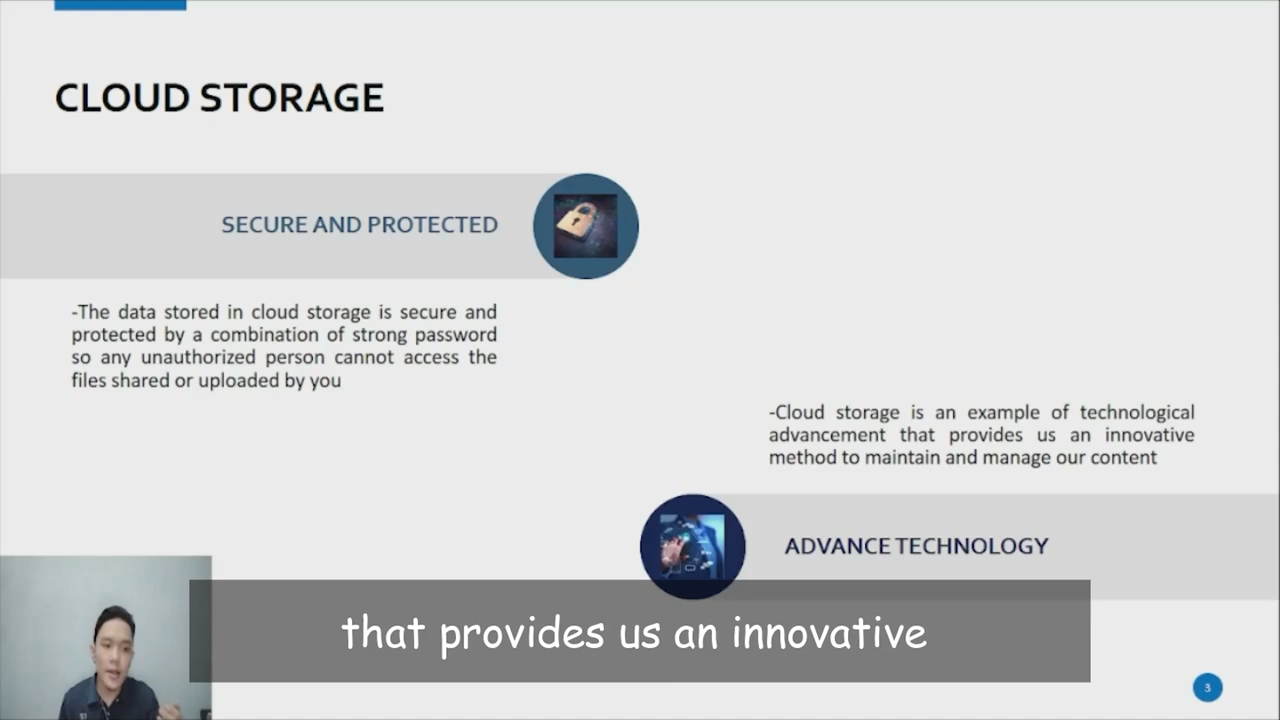 CLOUD STORAGE
SECURE AND PROTECTED
-The data stored in cloud storage is secure and
protected by a combination of strong password
so any unauthorized person cannot access the
files shared or uploaded by you
-Cloud storage is an example of technological
advancement that provides us an innovative
method to maintain and manage our content
ADVANCE TECHNOLOGY
that provides us an innovative
3